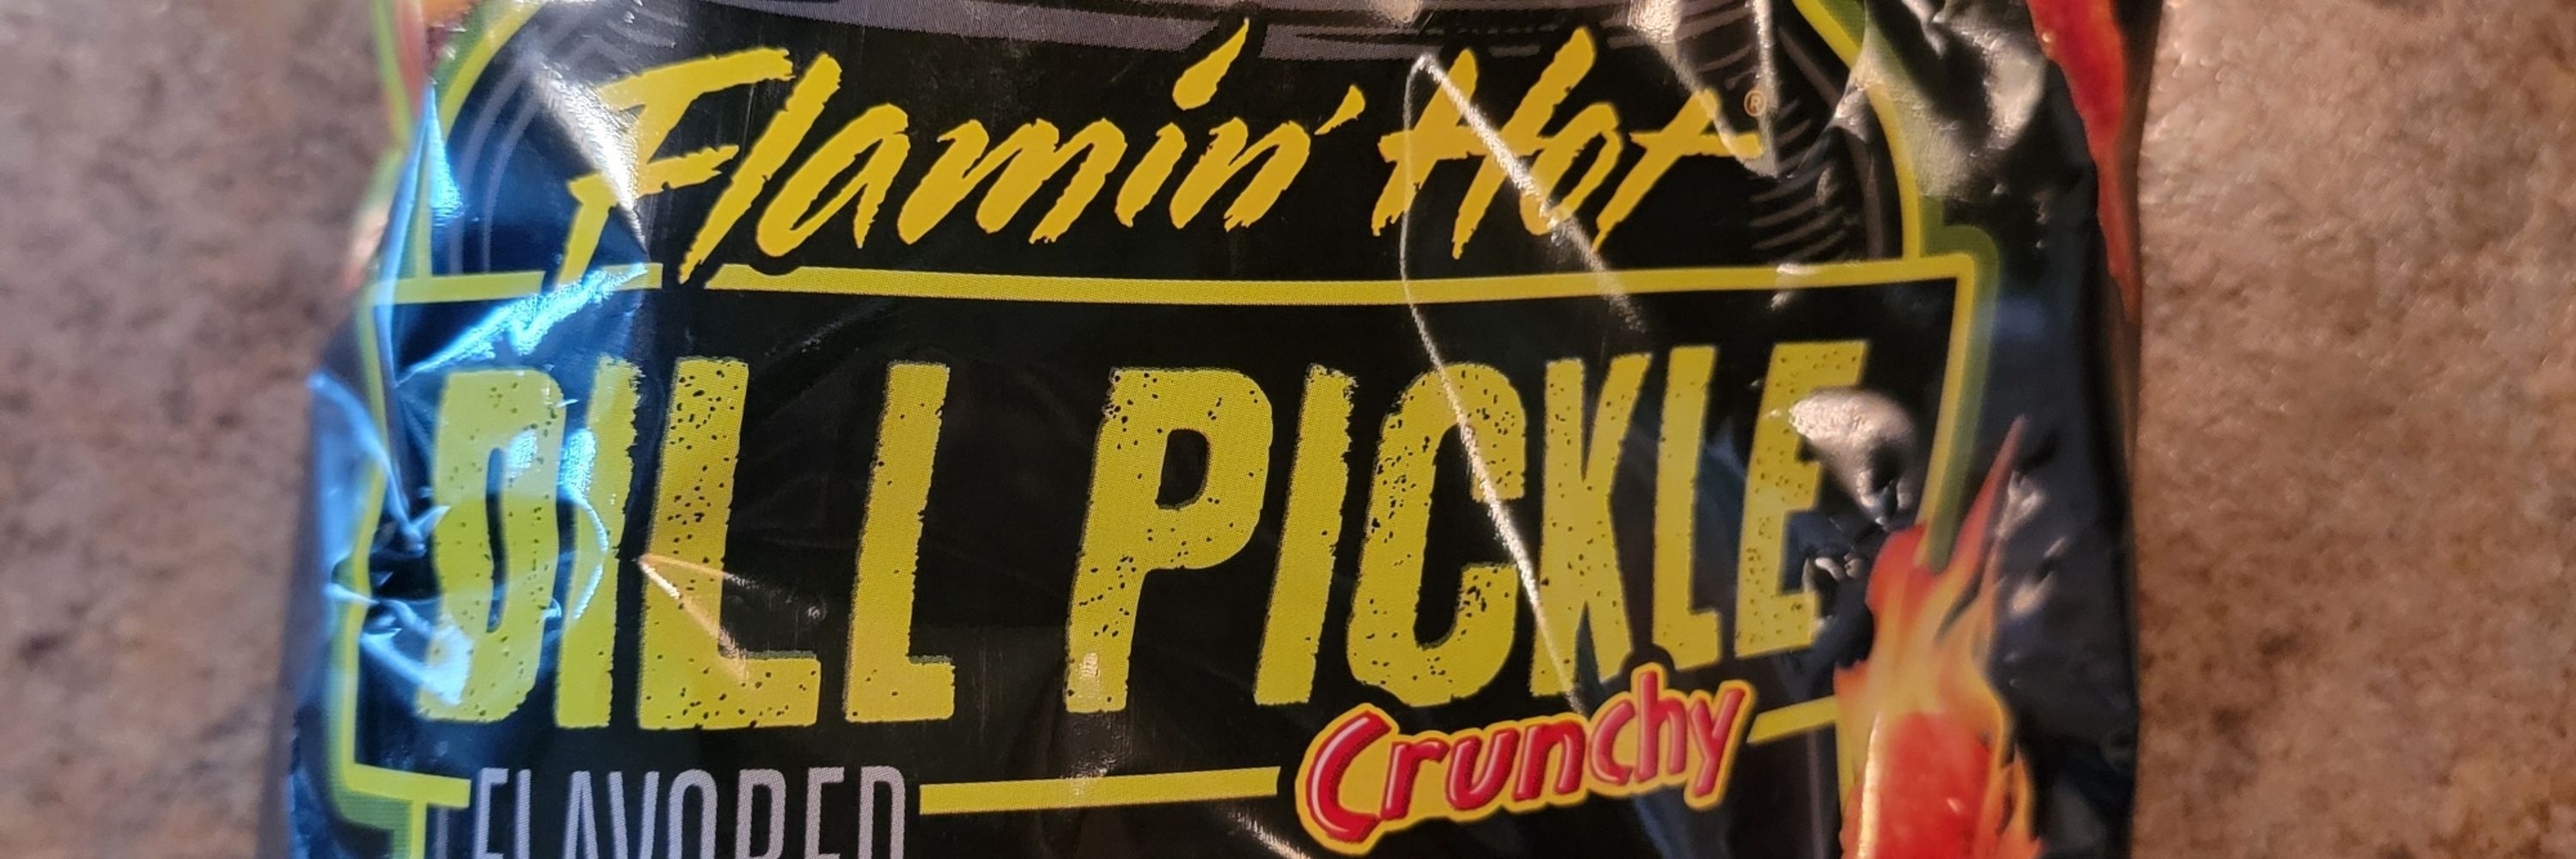 Flamin' Hot®
DILL PICKLE
Crunchy
FLAVORED